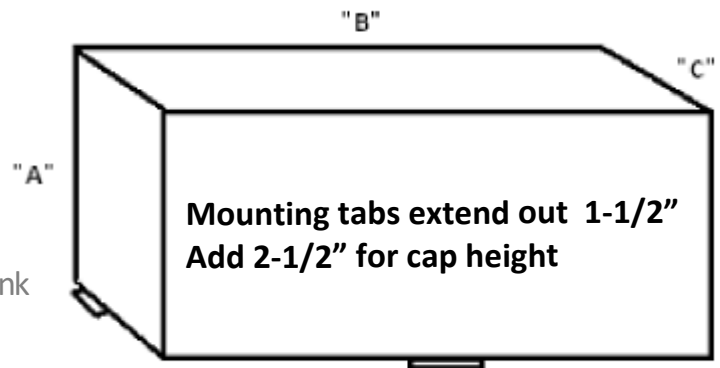 "B"
"C"
"A"
Mounting tabs extend out 1-1/2”
Add 2-1/2” for cap height
nk